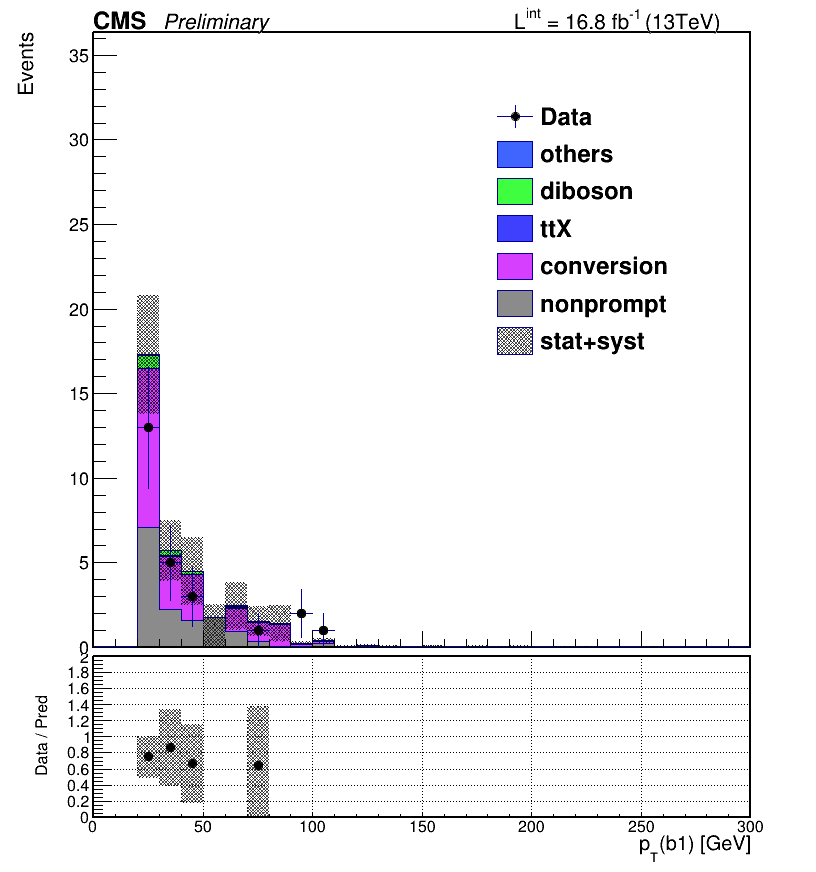 CMS Preliminary L^int = 16.8 fb^-1 (13TeV)
Events
35
30
25
20
15
10
5
0
Data
others
diboson
ttX
conversion
nonprompt
stat+syst
Data / Pred
2
1.8
1.6
1.4
1.2
1
0.8
0.6
0.4
0.2
0
0 50 100 150 200 250 300
p_T(b1) [GeV]